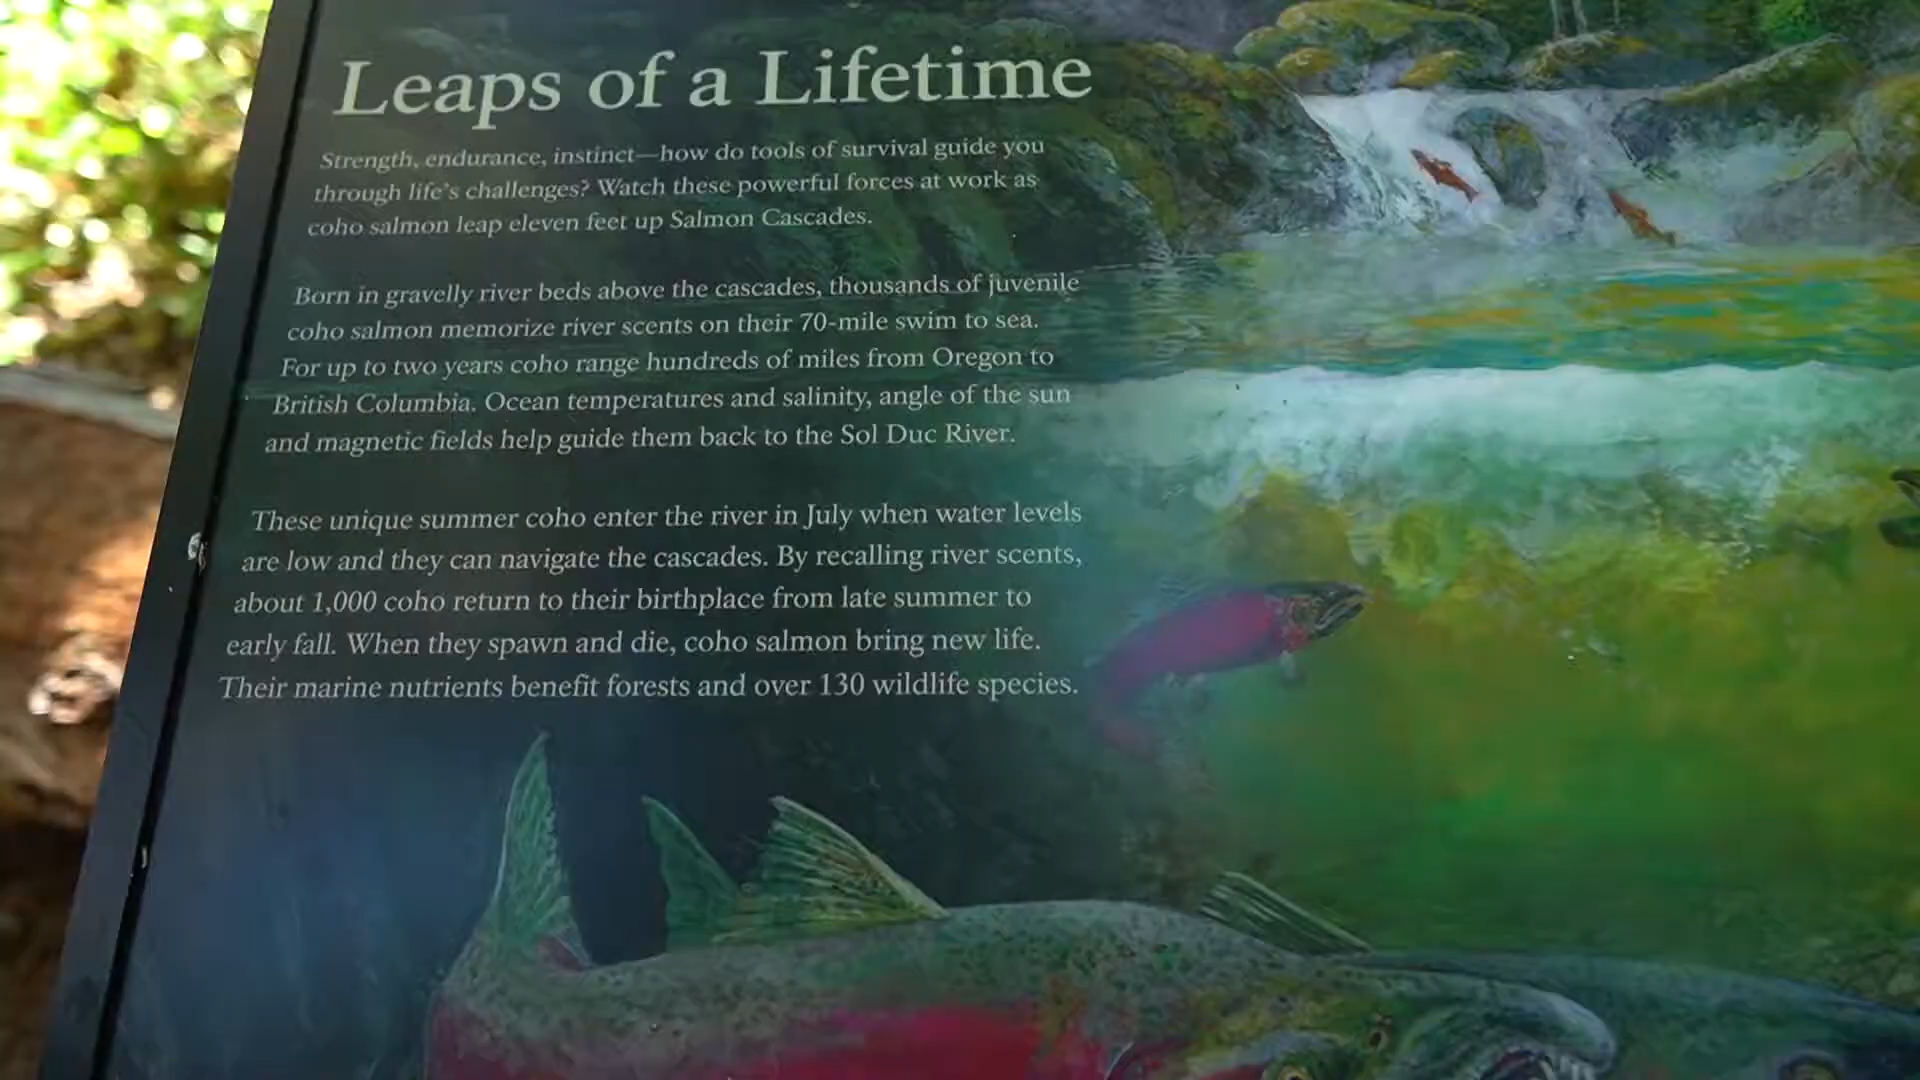 Leaps of a Lifetime
Strength, endurance, instinct—how do tools of survival guide you
through life's challenges? Watch these powerful forces at work as
coho salmon leap eleven feet up Salmon Cascades.
Born in gravelly river beds above the cascades, thousands of juvenile
coho salmon memorize river scents on their 70-mile swim to sea.
For up to two years coho range hundreds of miles from Oregon to
British Columbia. Ocean temperatures and salinity, angle of the sun
and magnetic fields help guide them back to the Sol Duc River.
These unique summer coho enter the river in July when water levels
are low and they can navigate the cascades. By recalling river scents,
about 1,000 coho return to their birthplace from late summer to
early fall. When they spawn and die, coho salmon bring new life.
Their marine nutrients benefit forests and over 130 wildlife species.